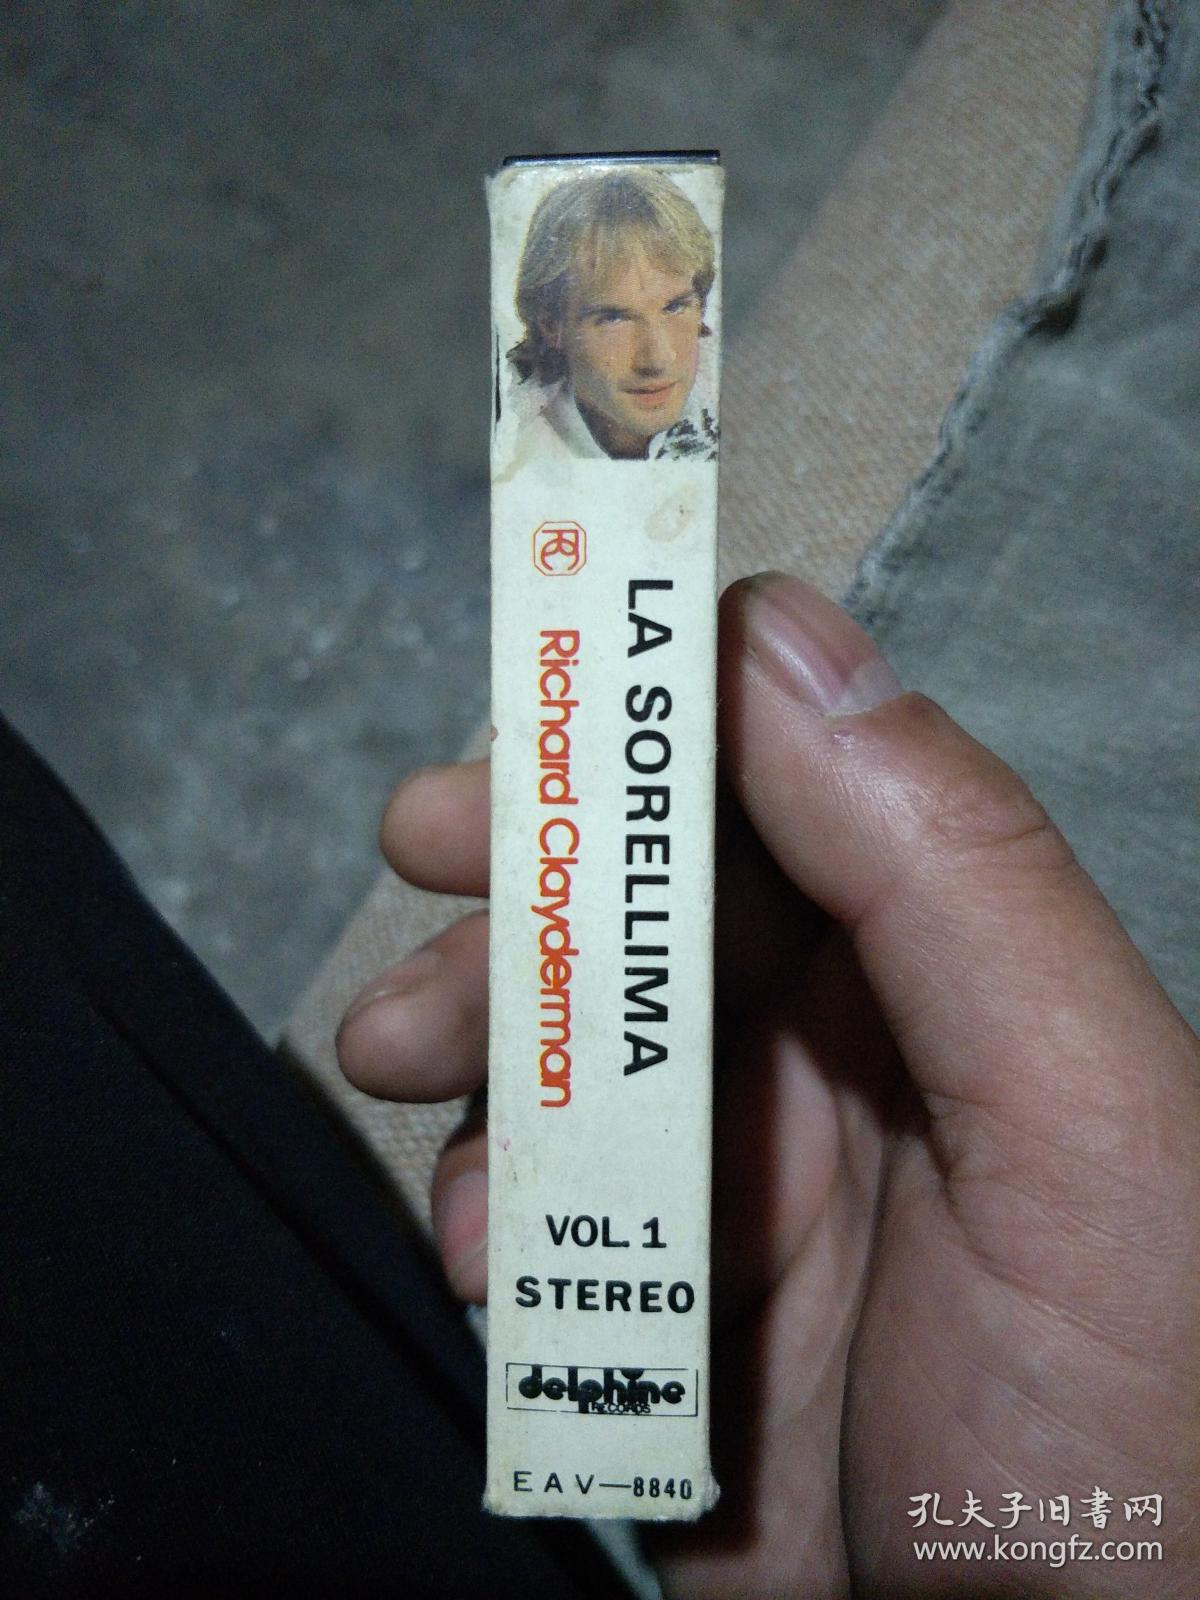 LA SORELLIMA
RC Richard Clayderman
VOL. 1
STEREO
delphine
RECORDS
EAV—8840
孔夫子旧书网
www.kongfz.com